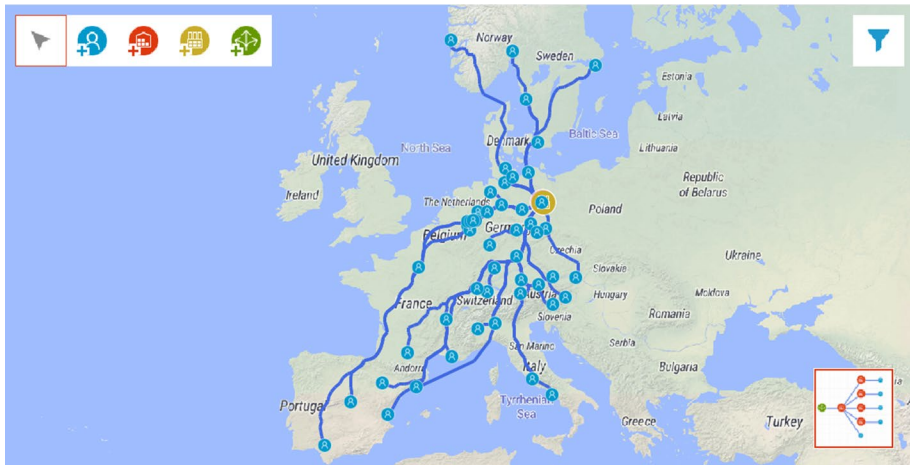 Norway
Sweden
Estonia
Latvia
Baltic Sea
Denmark
North Sea
Lithuania
United Kingdom
Republic
of Belarus
Ireland
The Netherlands
Poland
Belgium
Czechia
Ukraine
Slovakia
France
Switzerland
Austria
Hungary
Moldova
Slovenia
Romania
San Marino
Serbia
Andorra
Italy
Bulgaria
Portugal
Tyrrhenian
Sea
Greece
Turkey